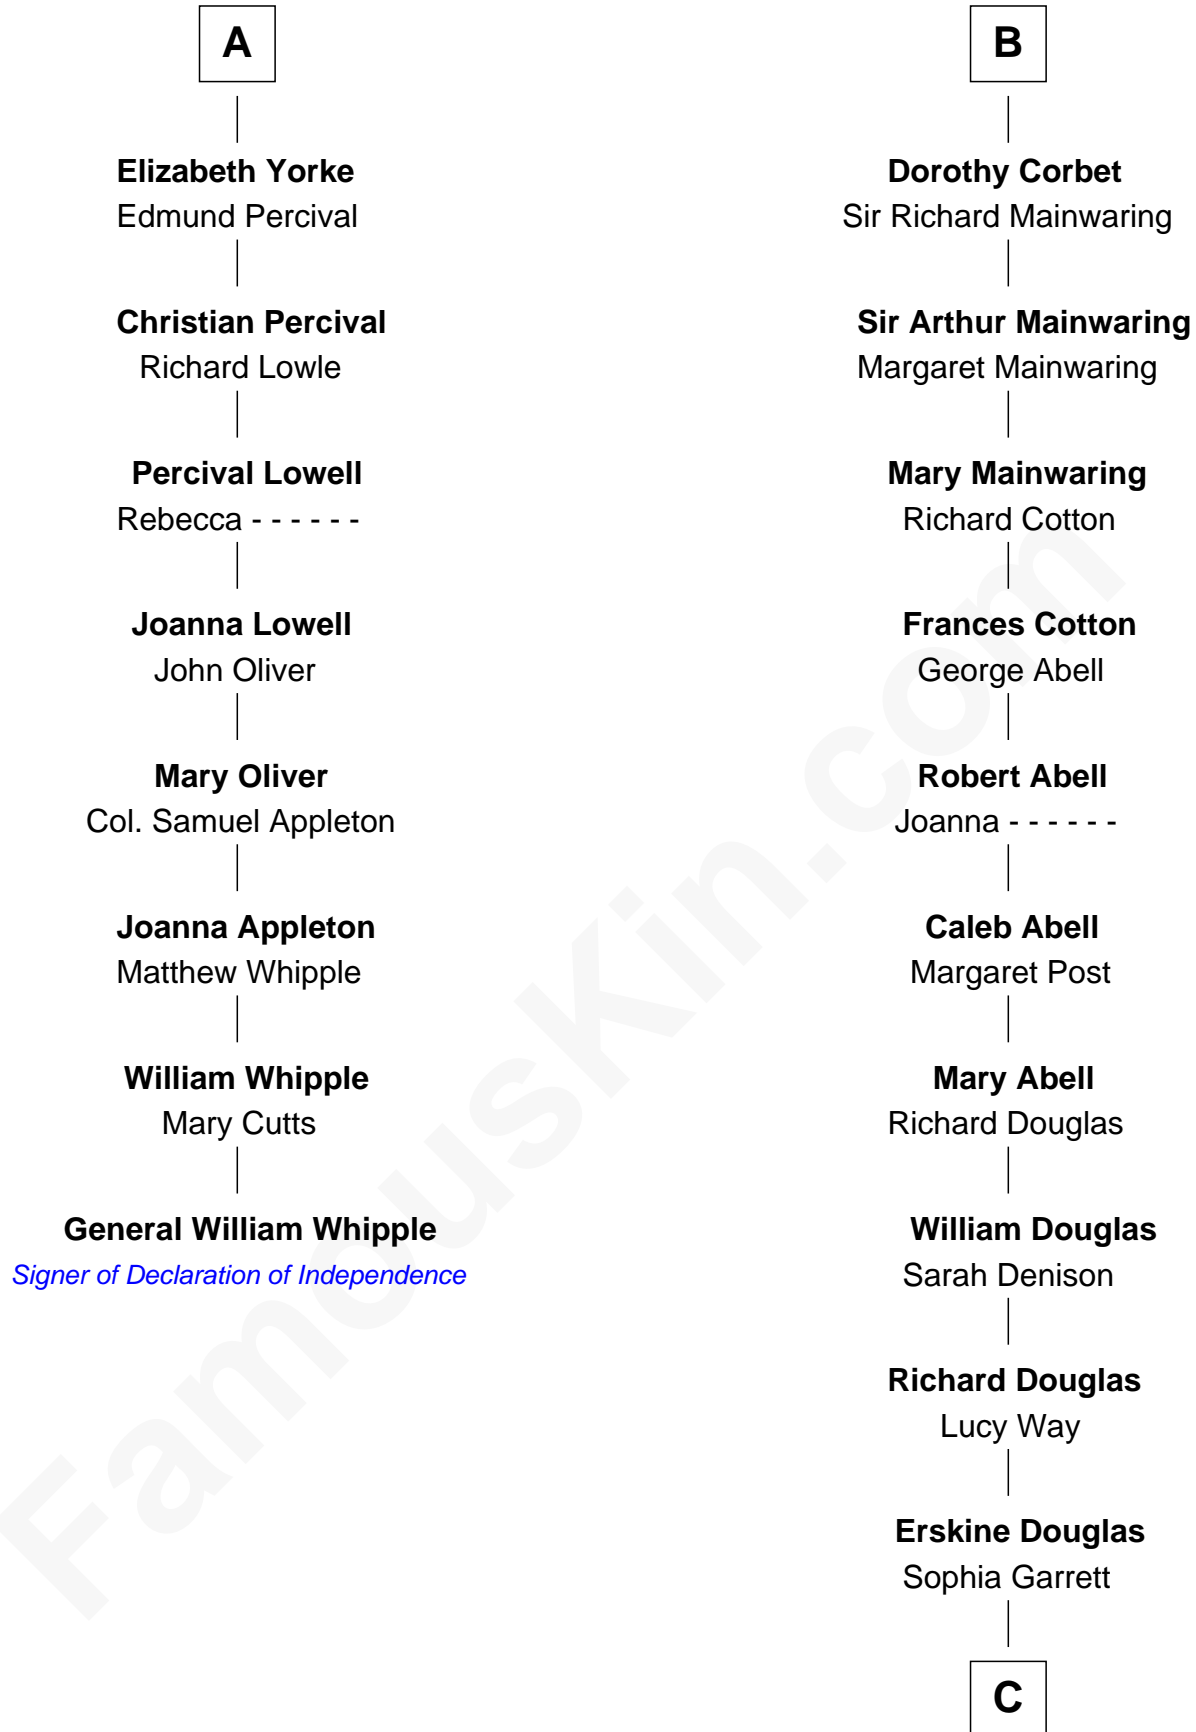 A
Elizabeth Yorke
Edmund Percival
Christian Percival
Richard Lowle
Percival Lowell
Rebecca - - - - - -
Joanna Lowell
John Oliver
Mary Oliver
Col. Samuel Appleton
Joanna Appleton
Matthew Whipple
William Whipple
Mary Cutts
General William Whipple
Signer of Declaration of Independence
B
Dorothy Corbet
Sir Richard Mainwaring
Sir Arthur Mainwaring
Margaret Mainwaring
Mary Mainwaring
Richard Cotton
Frances Cotton
George Abell
Robert Abell
Joanna - - - - - -
Caleb Abell
Margaret Post
Mary Abell
Richard Douglas
William Douglas
Sarah Denison
Richard Douglas
Lucy Way
Erskine Douglas
Sophia Garrett
C
FamousKin.com